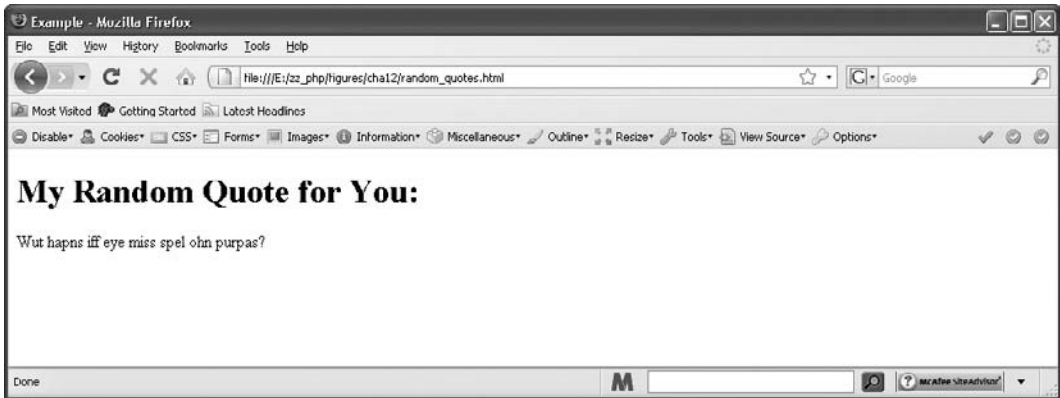 Example - Mozilla Firefox
File Edit View History Bookmarks Tools Help
file:///E:/zz_php/figures/cha12/random_quotes.html G Google
Most Visited Getting Started Latest Headlines
Disable Cookies CSS Forms Images Information Miscellaneous Outline Resize Tools View Source Options
My Random Quote for You:
Wut hapns iff eye miss spel ohn purpas?
Done M McAfee SiteAdvisor